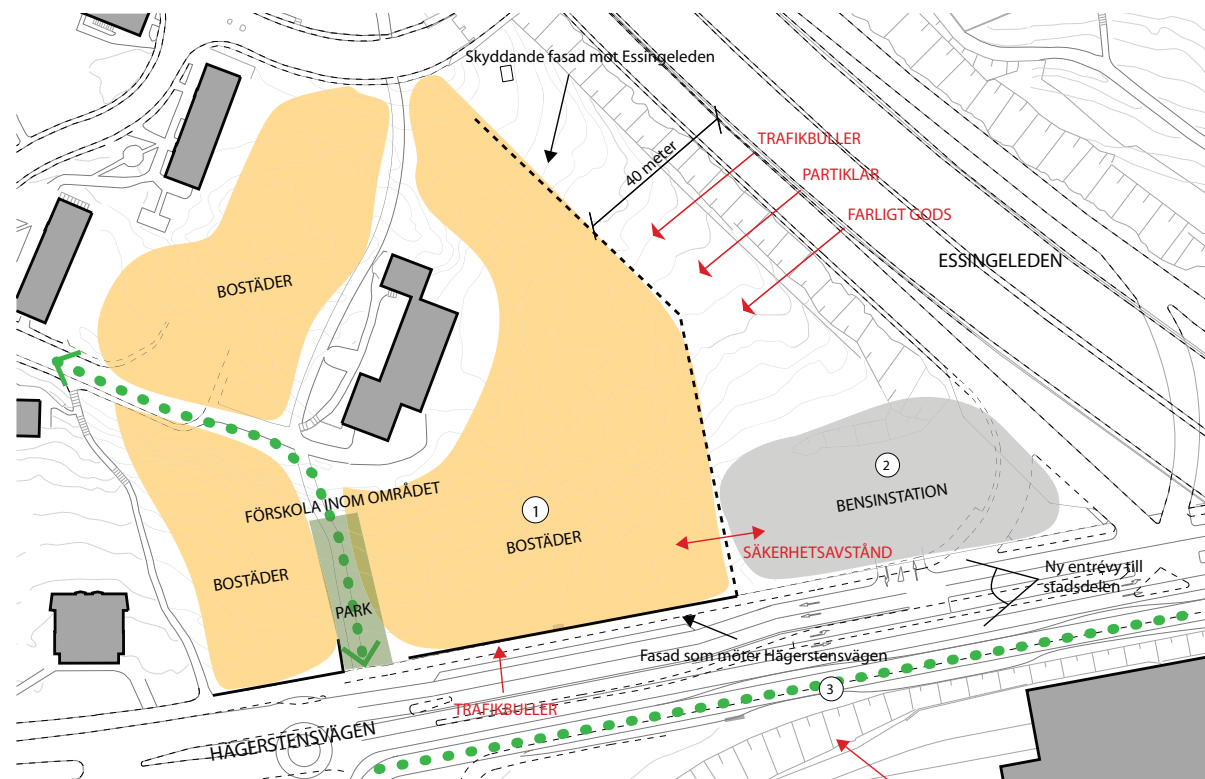 Skyddande fasad mot Essingeleden
40 meter
TRAFIKBULLER
PARTIKLAR
FARLIGT GODS
ESSINGELEDEN
BOSTÄDER
FÖRSKOLA INOM OMRÅDET
1
BOSTÄDER
2
BENSINSTATION
SÄKERHETSAVSTÅND
BOSTÄDER
PARK
Ny entrévy till
stadsdelen
Fasad som möter Hägerstensvägen
3
TRAFIKBULLER
HÄGERSTENSVÄGEN